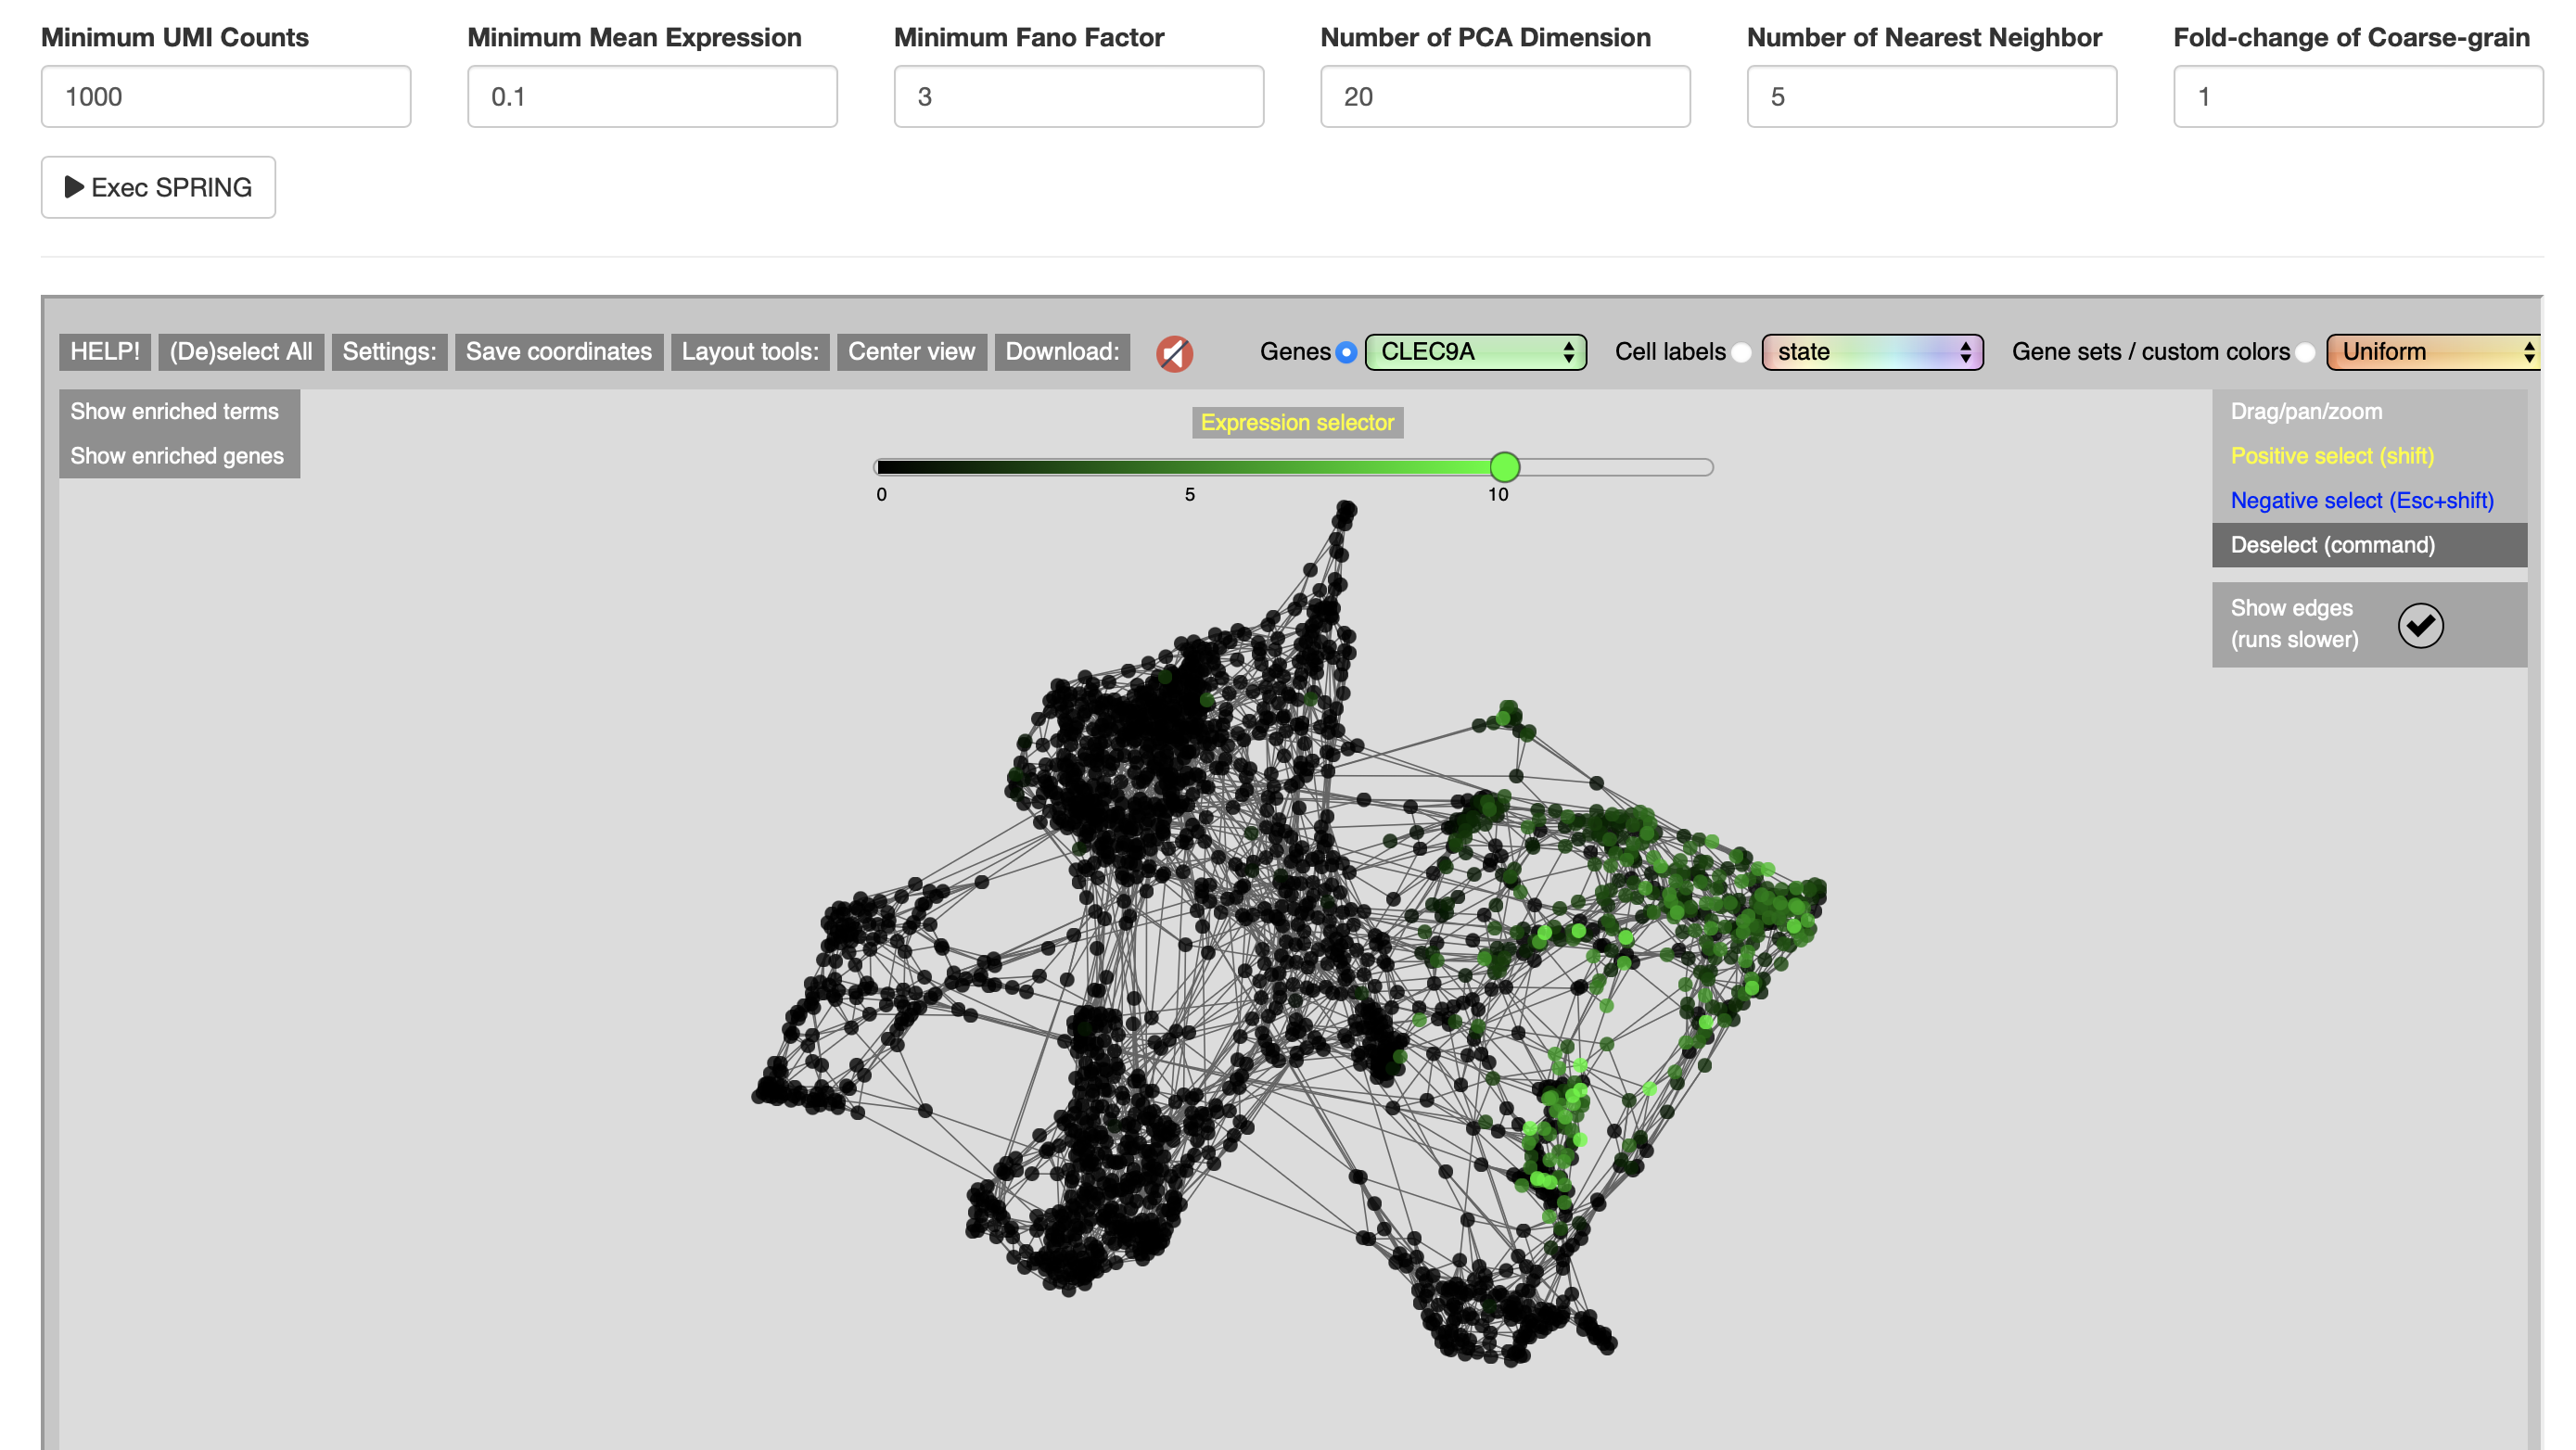 Minimum UMI Counts
Minimum Mean Expression
Minimum Fano Factor
Number of PCA Dimension
Number of Nearest Neighbor
Fold-change of Coarse-grain
1000
0.1
3
20
5
1
Exec SPRING
HELP!
(De)select All
Settings:
Save coordinates
Layout tools:
Center view
Download:
Genes
CLEC9A
Cell labels
state
Gene sets / custom colors
Uniform
Show enriched terms
Show enriched genes
Expression selector
0
5
10
Drag/pan/zoom
Positive select (shift)
Negative select (Esc+shift)
Deselect (command)
Show edges
(runs slower)